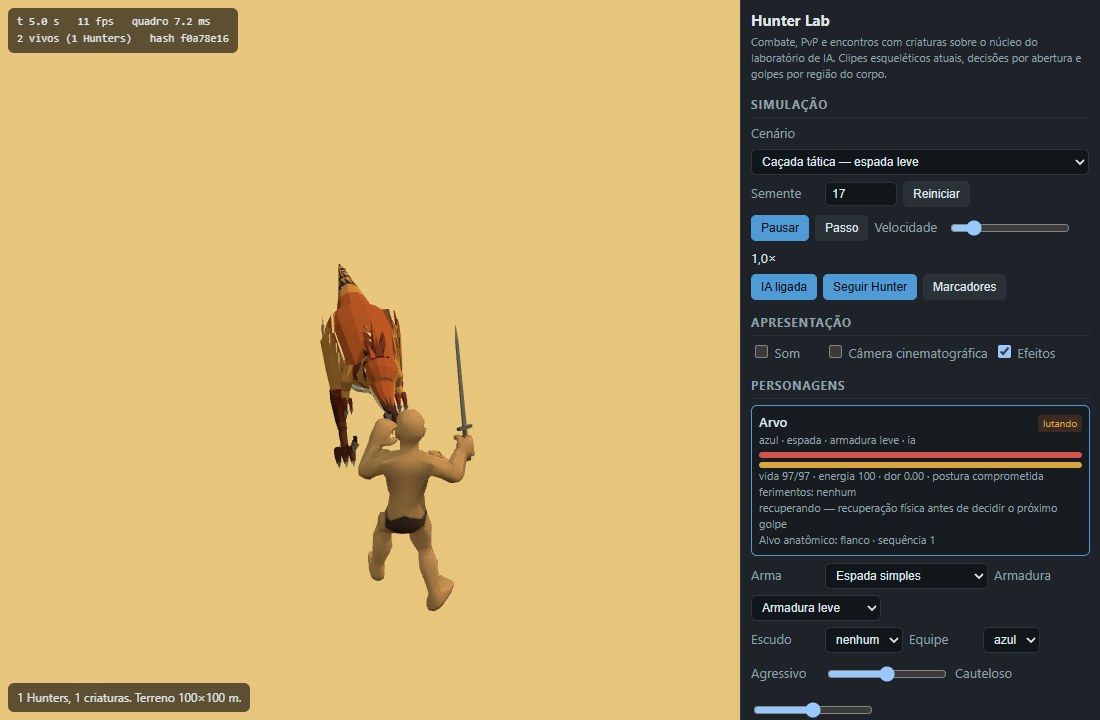 t 5.0 s 11 fps quadro 7.2 ms
2 vivos (1 Hunters) hash f0a78e16
1 Hunters, 1 criaturas. Terreno 100×100 m.
Hunter Lab
Combate, PvP e encontros com criaturas sobre o núcleo do
laboratório de IA. Clipes esqueléticos atuais, decisões por abertura e
golpes por região do corpo.
SIMULAÇÃO
Cenário
Caçada tática — espada leve
Semente 17 Reiniciar
Pausar Passo Velocidade
1,0×
IA ligada Seguir Hunter Marcadores
APRESENTAÇÃO
Som Câmera cinematográfica Efeitos
PERSONAGENS
Arvo lutando
azul · espada · armadura leve · ia
vida 97/97 · energia 100 · dor 0.00 · postura comprometida
ferimentos: nenhum
recuperando — recuperação física antes de decidir o próximo
golpe
Alvo anatômico: flanco · sequência 1
Arma Espada simples Armadura
Armadura leve
Escudo nenhum Equipe azul
Agressivo Cauteloso